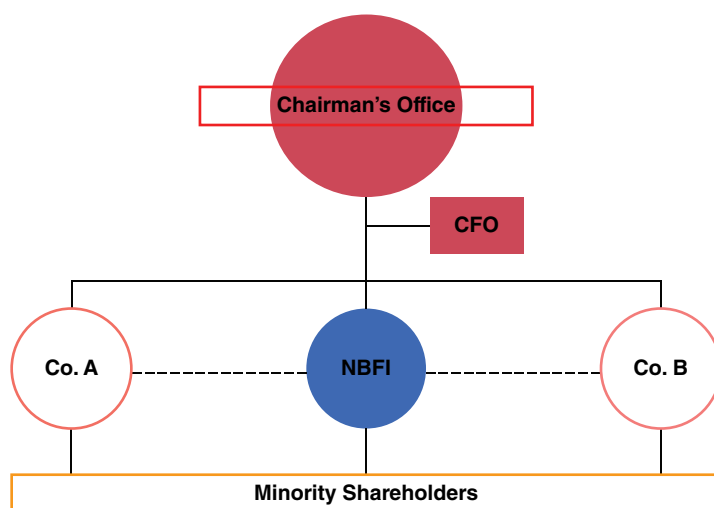 Chairman’s Office
CFO
Co. A
NBFI
Co. B
Minority Shareholders